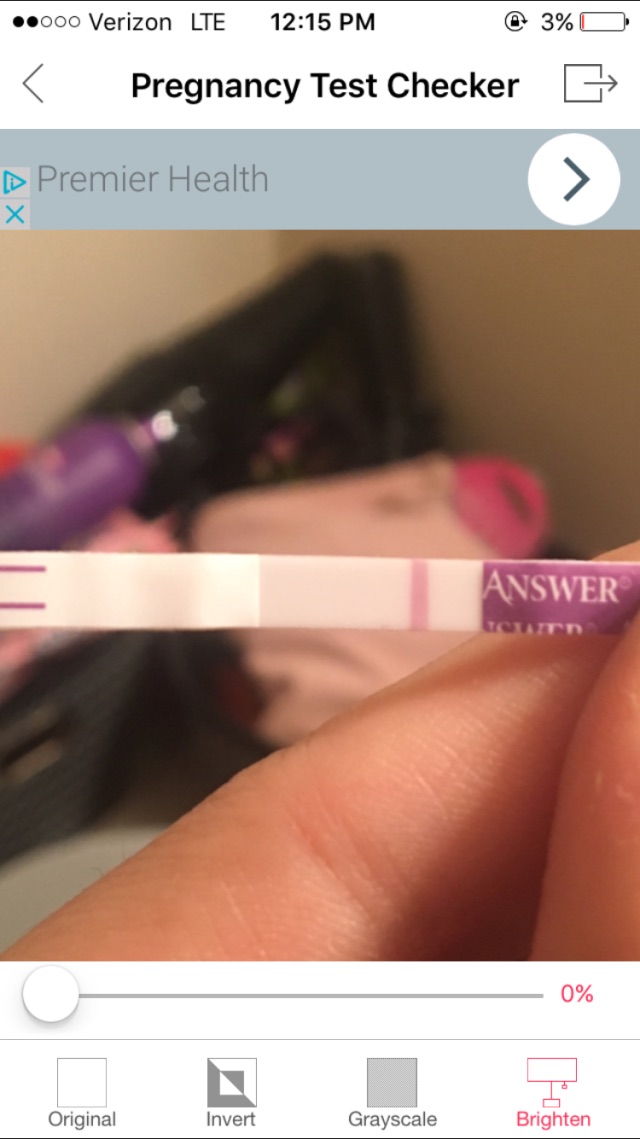 Verizon LTE 12:15 PM 3%
Pregnancy Test Checker
Premier Health
ANSWER
0%
Original Invert Grayscale Brighten